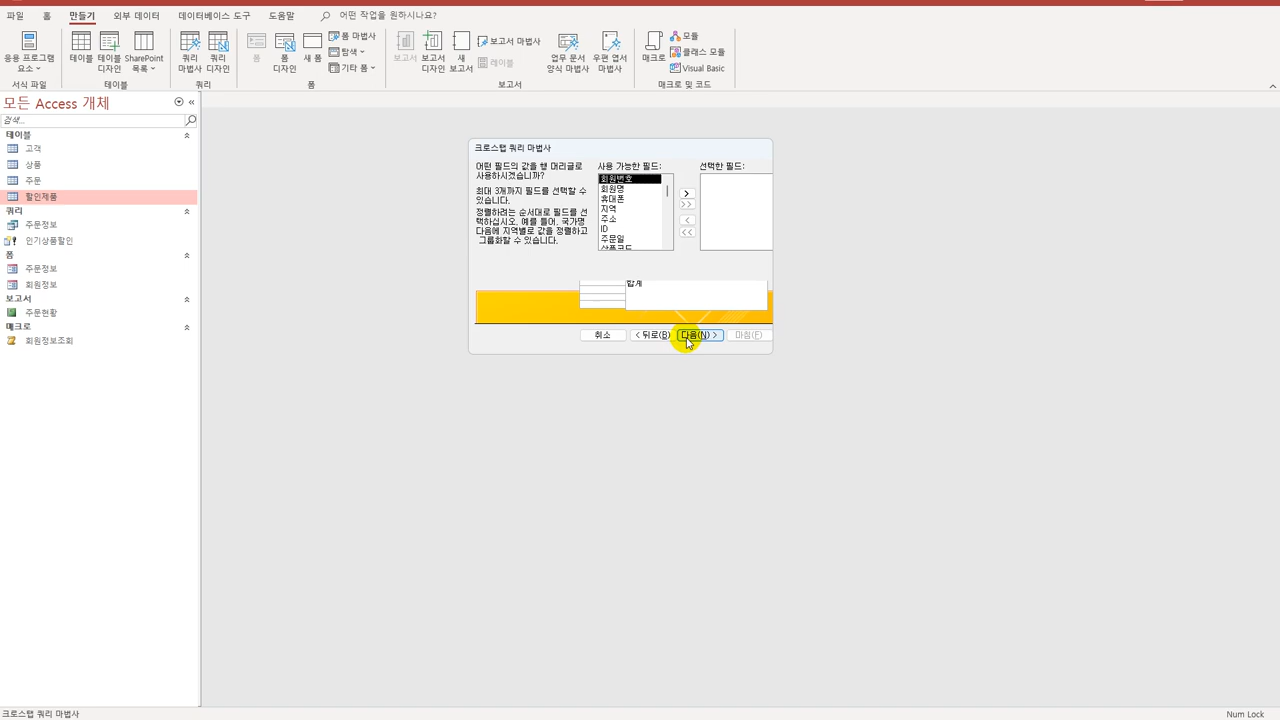 파일 홈 만들기 외부 데이터 데이터베이스 도구 도움말 어떤 작업을 원하시나요?
응용 프로그램
요소
서식 파일
테이블
테이블
디자인
SharePoint
목록
테이블
쿼리
마법사
쿼리
디자인
쿼리
폼
폼
디자인
새 폼
폼 마법사
탐색
기타 폼
폼
보고서
보고서
디자인
새
보고서
보고서 마법사
레이블
업무 문서
양식 마법사
우편 엽서
마법사
보고서
매크로
모듈
클래스 모듈
Visual Basic
매크로 및 코드
모든 Access 개체
검색...
테이블
고객
상품
주문
할인제품
쿼리
주문정보
인기상품할인
폼
주문정보
회원정보
보고서
주문현황
매크로
회원정보조회
크로스탭 쿼리 마법사
어떤 필드의 값을 행 머리글로
사용하시겠습니까?
최대 3개까지 필드를 선택할 수
있습니다.
정렬하려는 순서대로 필드를 선
택하십시오. 예를 들어, 국가명
다음에 지역별로 값을 정렬하고
그룹화할 수 있습니다.
사용 가능한 필드:
회원번호
회원명
휴대폰
지역
주소
ID
주문일
상품코드
>
>>
<
<<
선택한 필드:
합계
취소
< 뒤로(B)
다음(N) >
마침(F)
크로스탭 쿼리 마법사
Num Lock